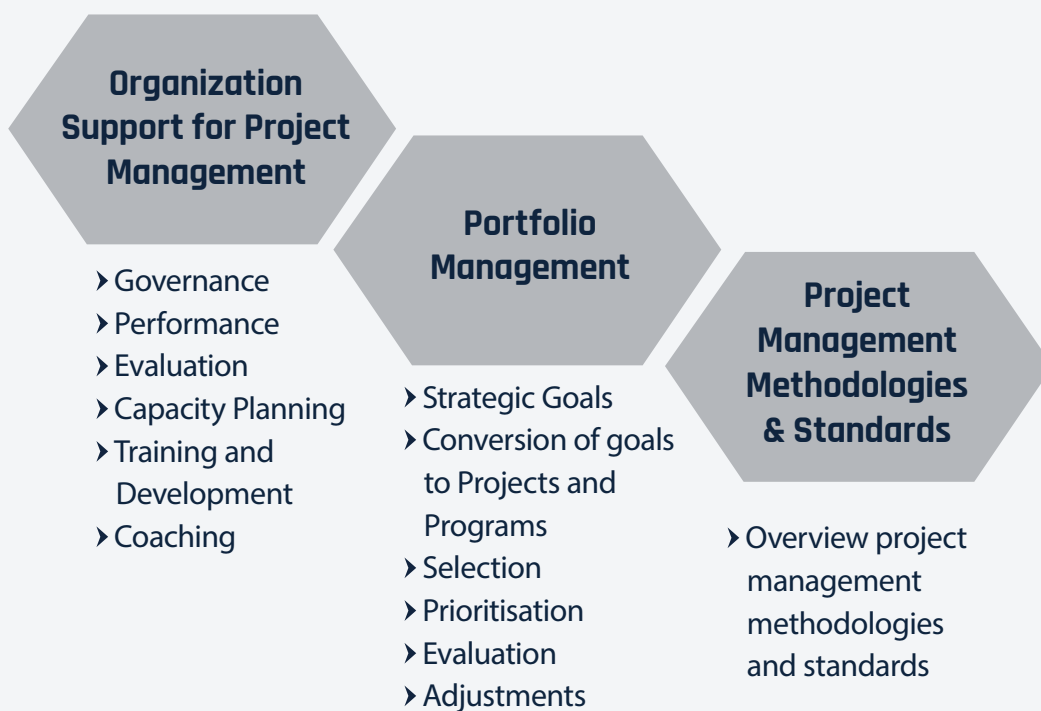 Organization
Support for Project
Management
Governance
Performance
Evaluation
Capacity Planning
Training and
Development
Coaching
Portfolio
Management
Strategic Goals
Conversion of goals
to Projects and
Programs
Selection
Prioritisation
Evaluation
Adjustments
Project
Management
Methodologies
& Standards
Overview project
management
methodologies
and standards